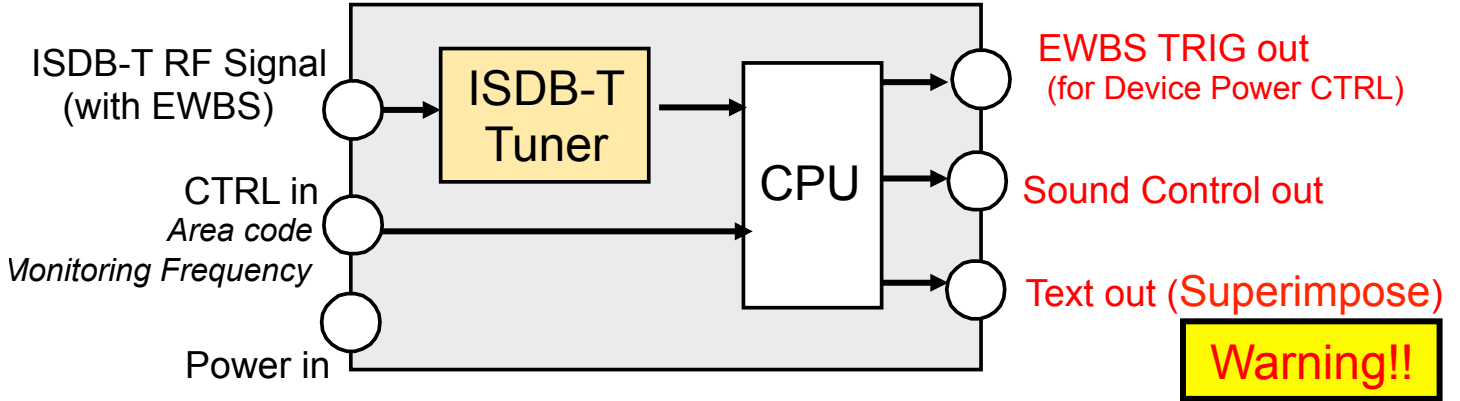 ISDB-T RF Signal
(with EWBS)
CTRL in
Area code
Monitoring Frequency
Power in
ISDB-T
Tuner
CPU
EWBS TRIG out
(for Device Power CTRL)
Sound Control out
Text out (Superimpose)
Warning!!